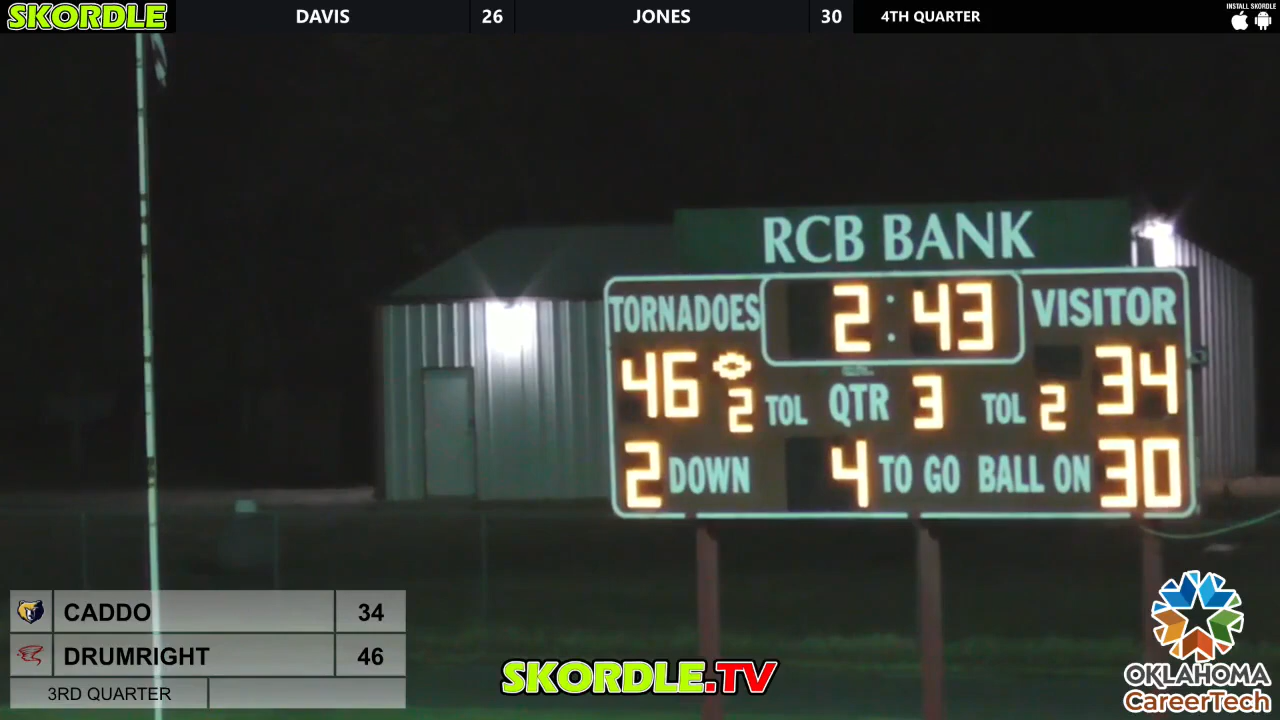 SKORDLE DAVIS 26 JONES 30 4TH QUARTER INSTALL SKORDLE
RCB BANK
TORNADOES 2:43 VISITOR
46 2 TOL QTR 3 TOL 2 34
2 DOWN 4 TO GO BALL ON 30
CADDO 34
DRUMRIGHT 46
3RD QUARTER
SKORDLE.TV
OKLAHOMA
CareerTech